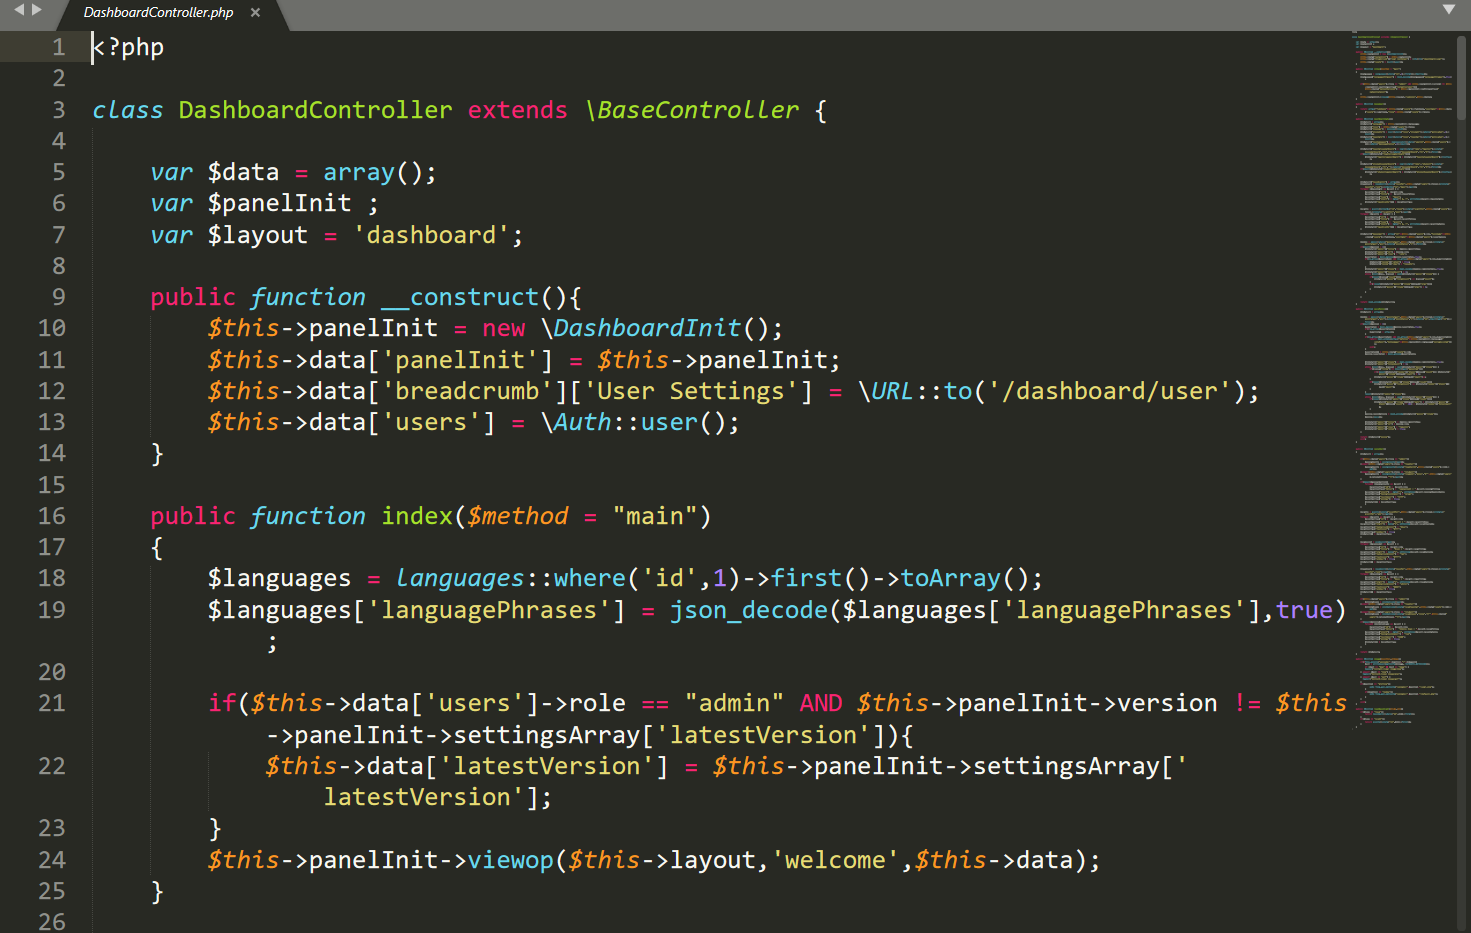 DashboardController.php ×
1 <?php
2
3 class DashboardController extends \BaseController {
4
5 var $data = array();
6 var $panelInit ;
7 var $layout = 'dashboard';
8
9 public function __construct(){
10 $this->panelInit = new \DashboardInit();
11 $this->data['panelInit'] = $this->panelInit;
12 $this->data['breadcrumb']['User Settings'] = \URL::to('/dashboard/user');
13 $this->data['users'] = \Auth::user();
14 }
15
16 public function index($method = "main")
17 {
18 $languages = languages::where('id',1)->first()->toArray();
19 $languages['languagePhrases'] = json_decode($languages['languagePhrases'],true)
;
20
21 if($this->data['users']->role == "admin" AND $this->panelInit->version != $this
->panelInit->settingsArray['latestVersion']){
22 $this->data['latestVersion'] = $this->panelInit->settingsArray['
latestVersion'];
23 }
24 $this->panelInit->viewop($this->layout,'welcome',$this->data);
25 }
26